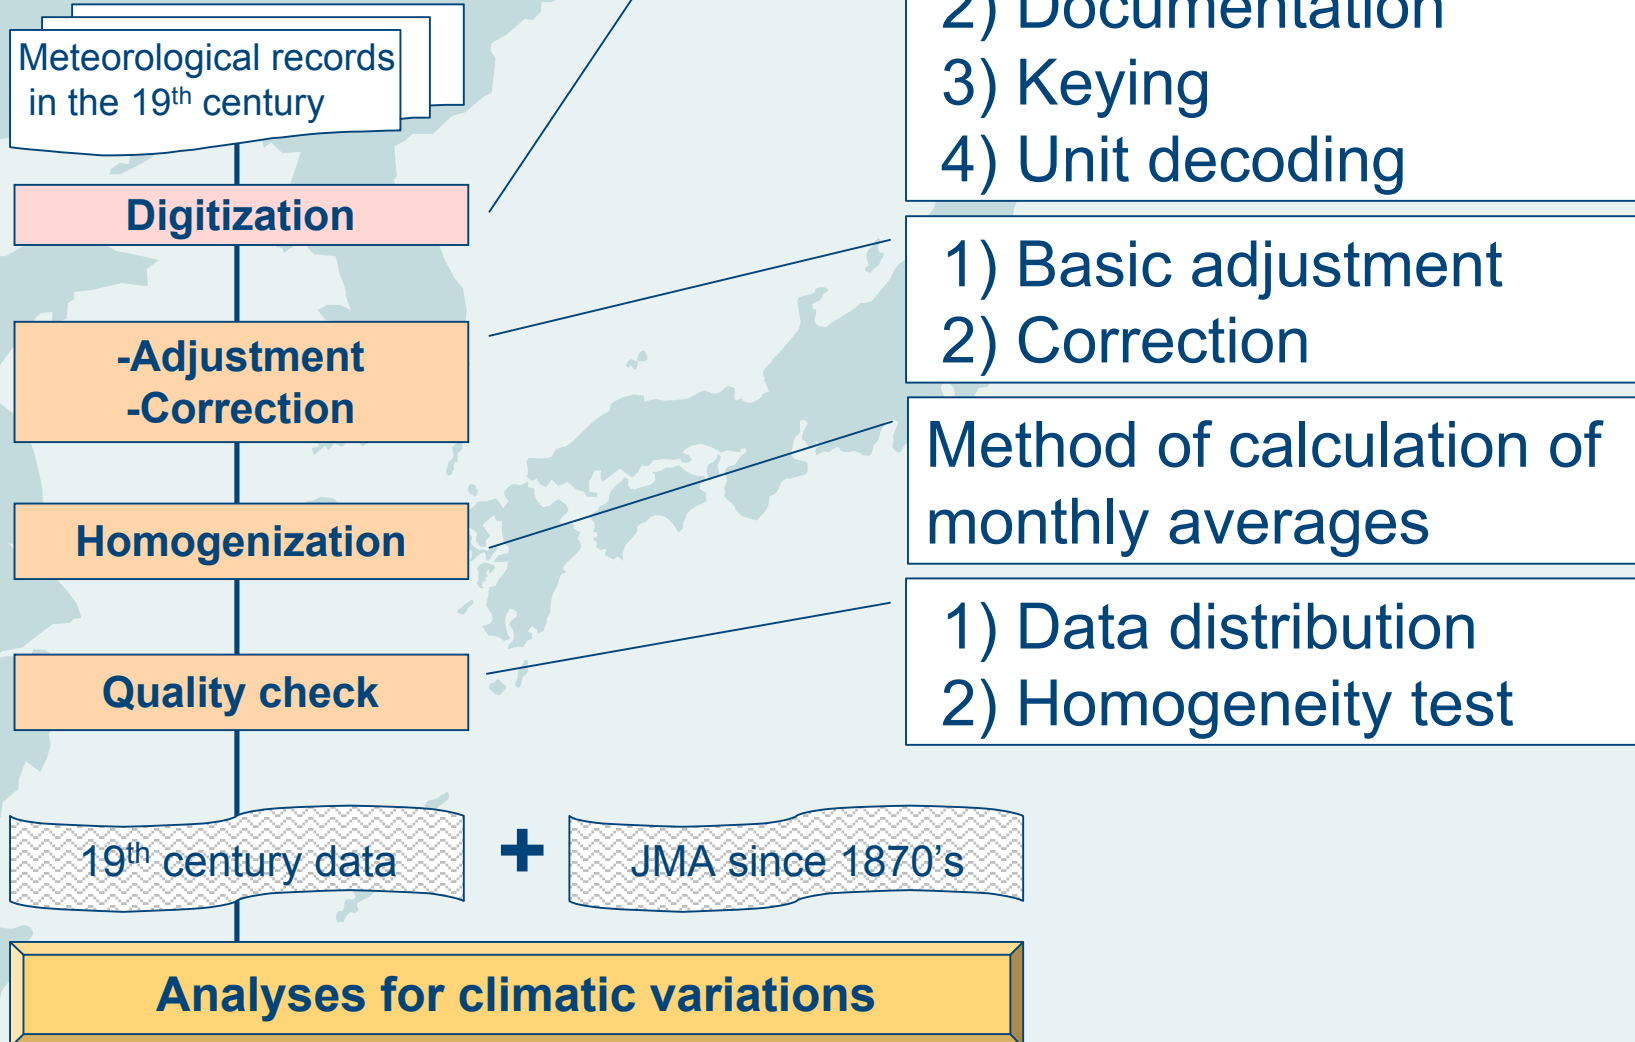 Meteorological records
in the 19th century
Digitization
-Adjustment
-Correction
Homogenization
Quality check
19th century data
+
JMA since 1870's
Analyses for climatic variations
2) Documentation
3) Keying
4) Unit decoding
1) Basic adjustment
2) Correction
Method of calculation of
monthly averages
1) Data distribution
2) Homogeneity test